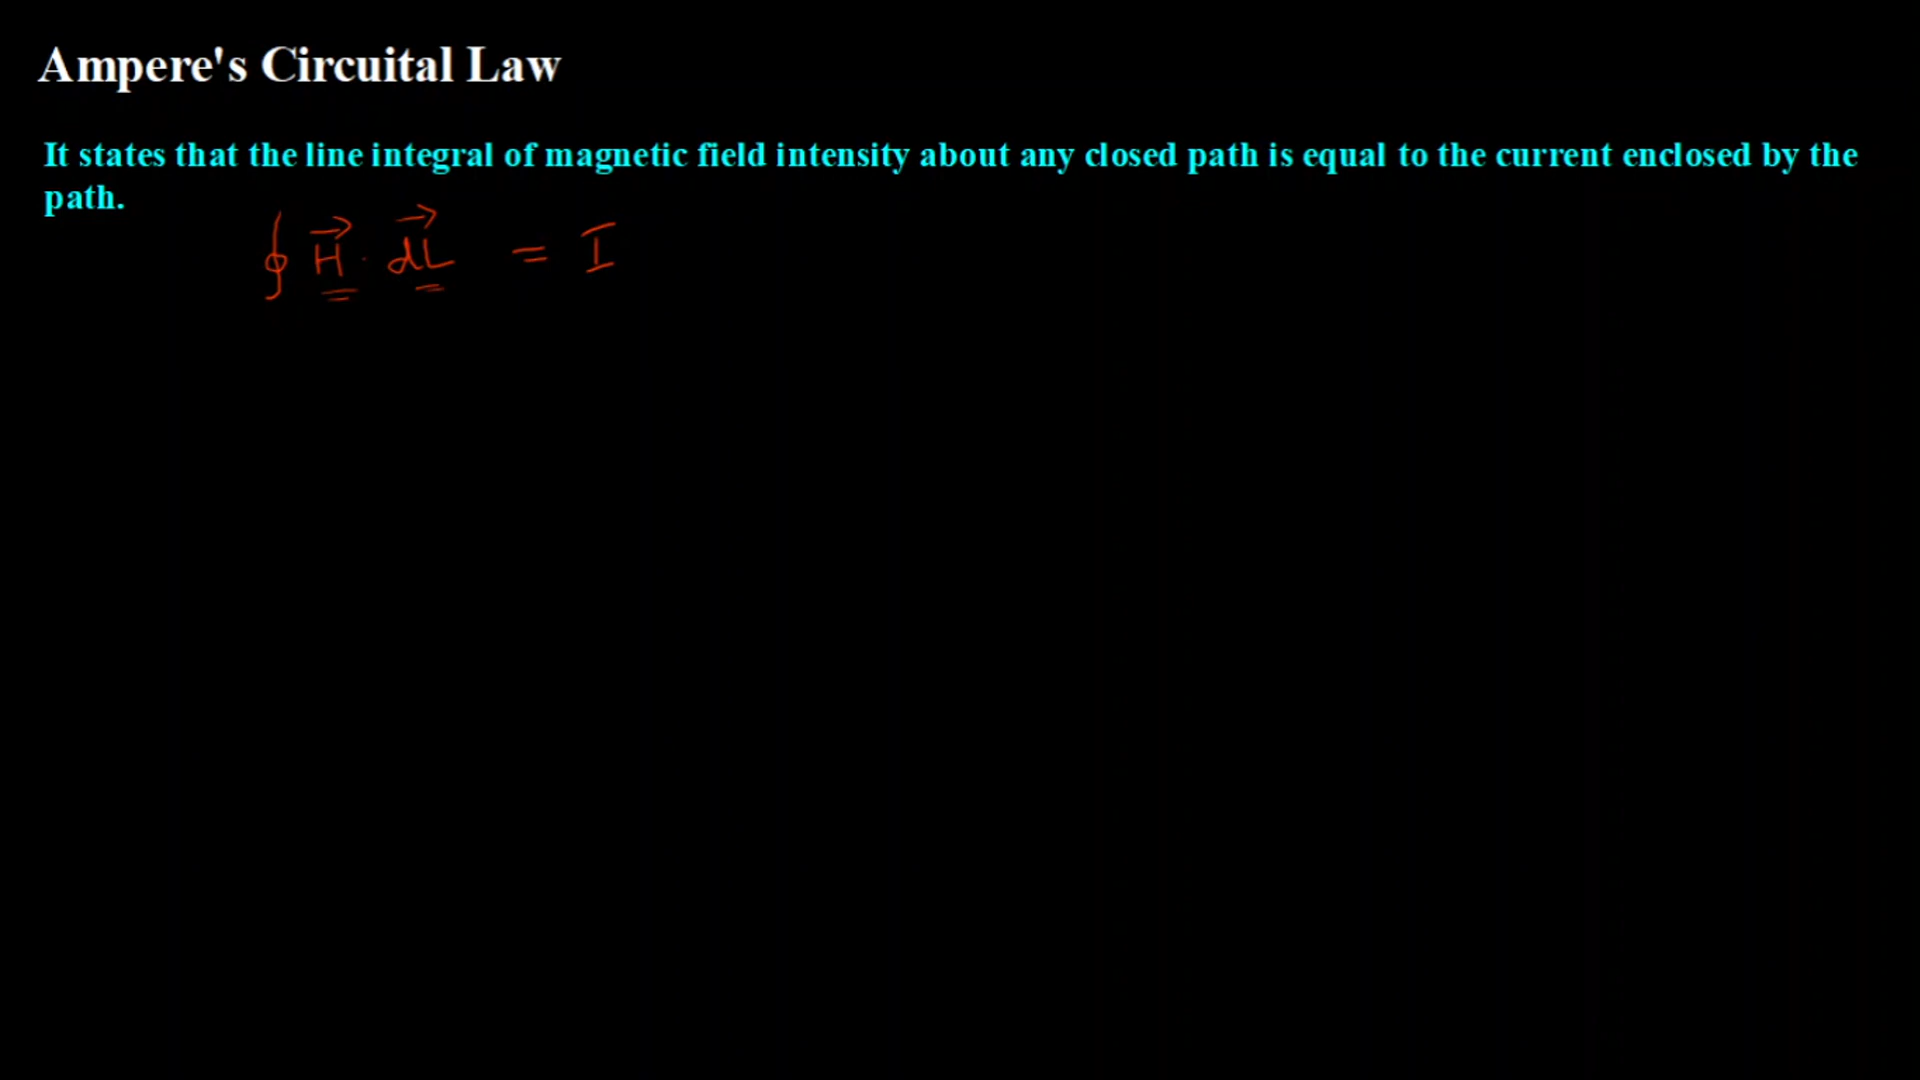 Ampere's Circuital Law
It states that the line integral of magnetic field intensity about any closed path is equal to the current enclosed by the
path.
∮ H⃗ · dL⃗ = I